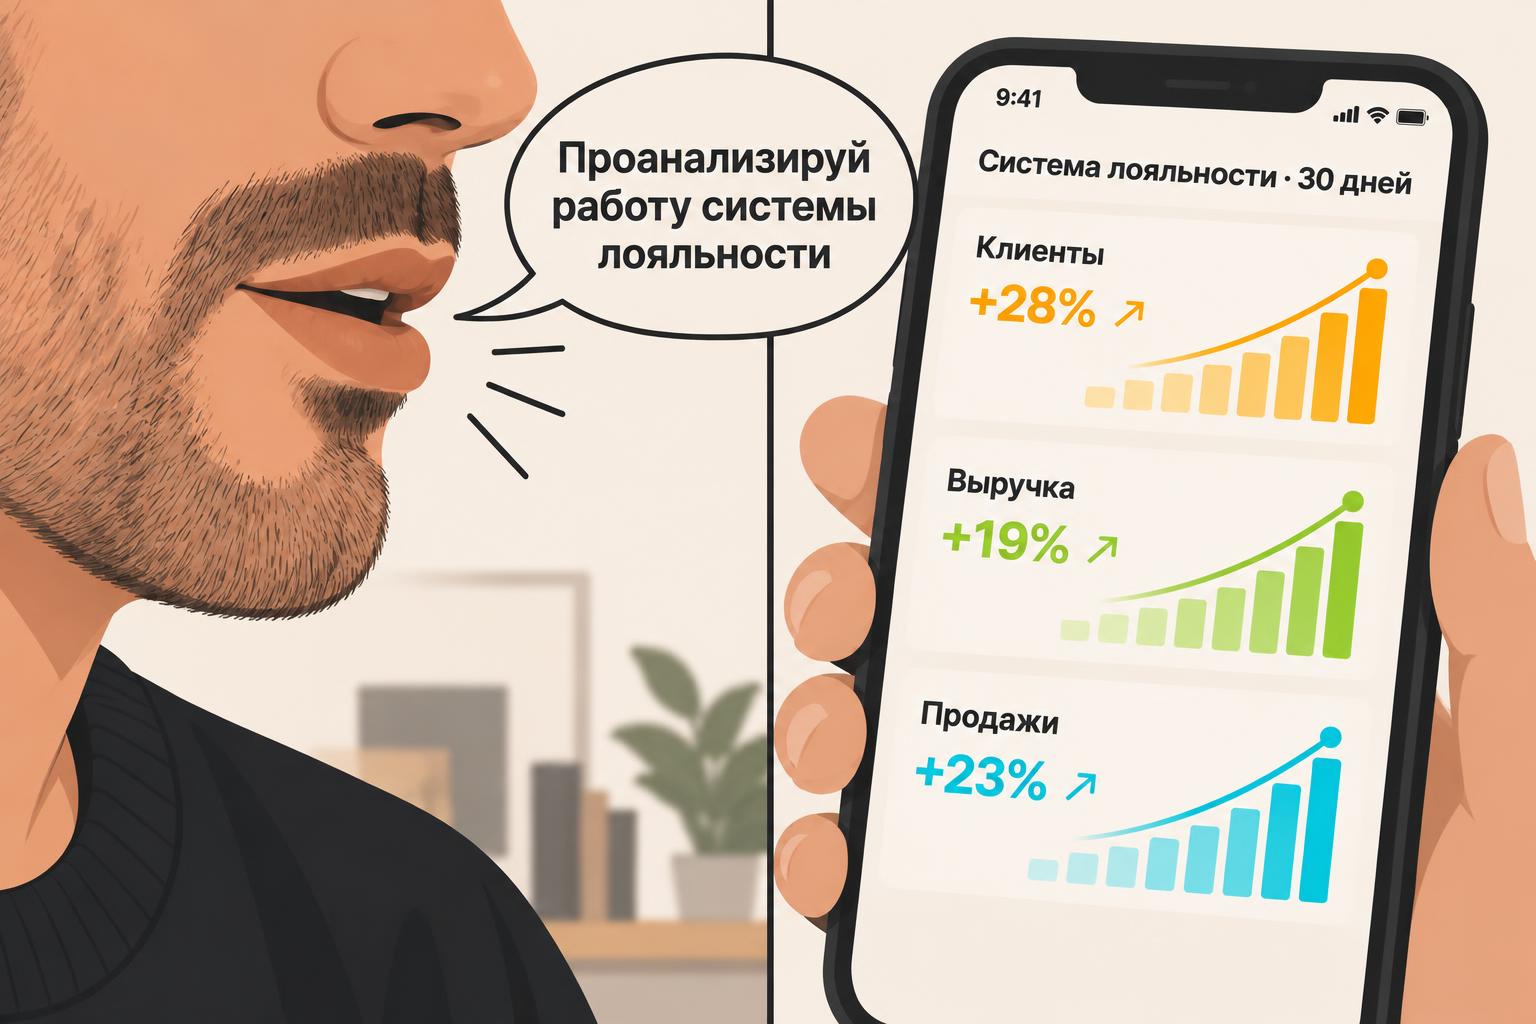 Проанализируй
работу системы
лояльности
9:41
Система лояльности · 30 дней
Клиенты
+28% ↗
Выручка
+19% ↗
Продажи
+23% ↗